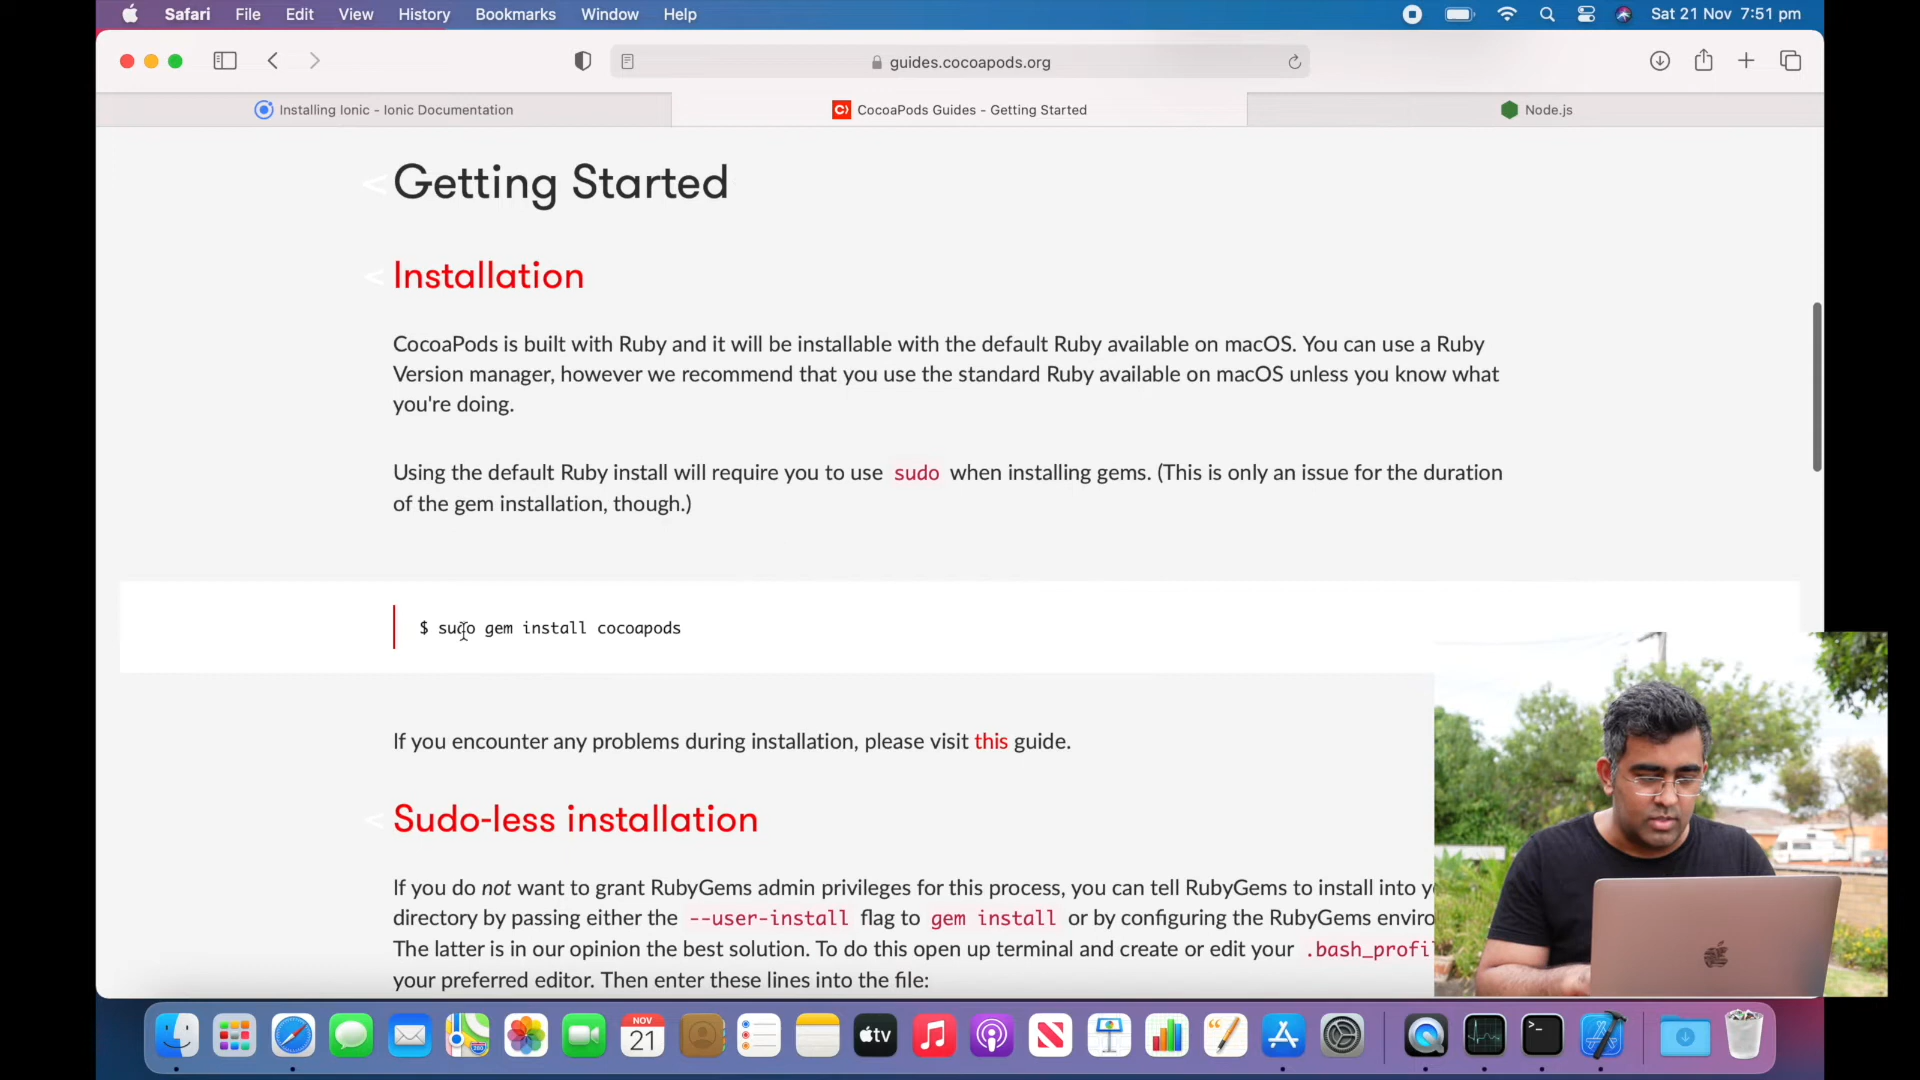 Safari File Edit View History Bookmarks Window Help Sat 21 Nov 7:51 pm
guides.cocoapods.org
Installing Ionic - Ionic Documentation CocoaPods Guides - Getting Started Node.js
< Getting Started
< Installation
CocoaPods is built with Ruby and it will be installable with the default Ruby available on macOS. You can use a Ruby
Version manager, however we recommend that you use the standard Ruby available on macOS unless you know what
you're doing.
Using the default Ruby install will require you to use sudo when installing gems. (This is only an issue for the duration
of the gem installation, though.)
$ sudo gem install cocoapods
If you encounter any problems during installation, please visit this guide.
< Sudo-less installation
If you do not want to grant RubyGems admin privileges for this process, you can tell RubyGems to install into y
directory by passing either the --user-install flag to gem install or by configuring the RubyGems enviro
The latter is in our opinion the best solution. To do this open up terminal and create or edit your .bash_profi
your preferred editor. Then enter these lines into the file:
NOV
21
tv
>_